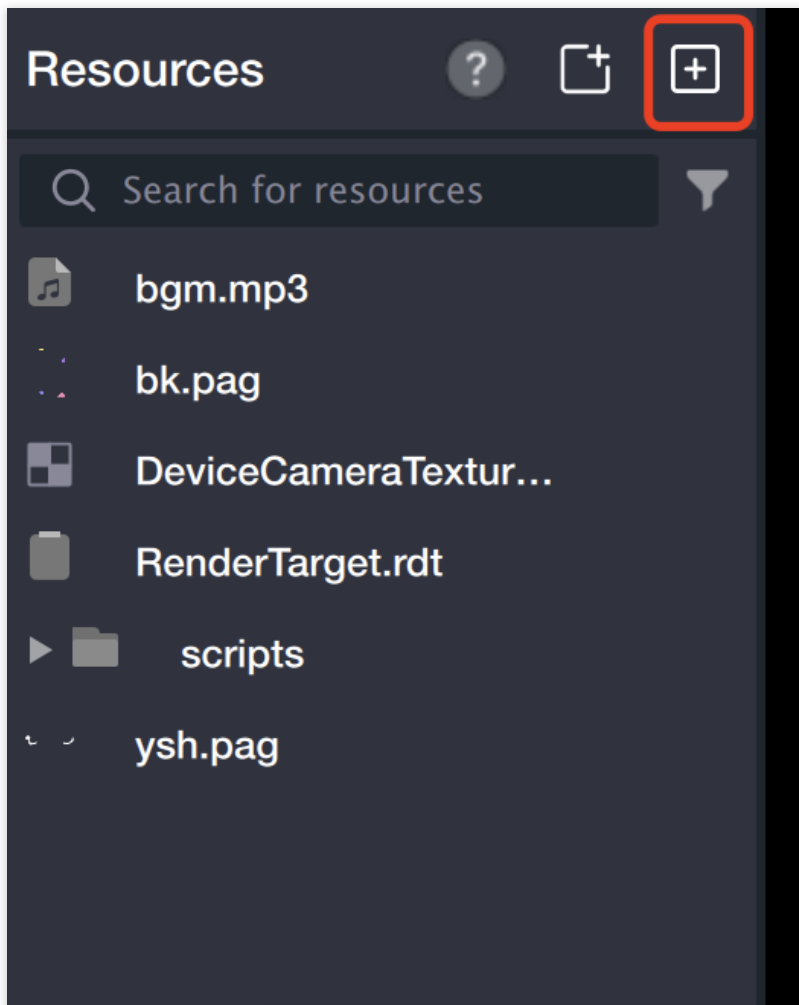 Resources
Search for resources
bgm.mp3
bk.pag
DeviceCameraTextur...
RenderTarget.rdt
scripts
ysh.pag